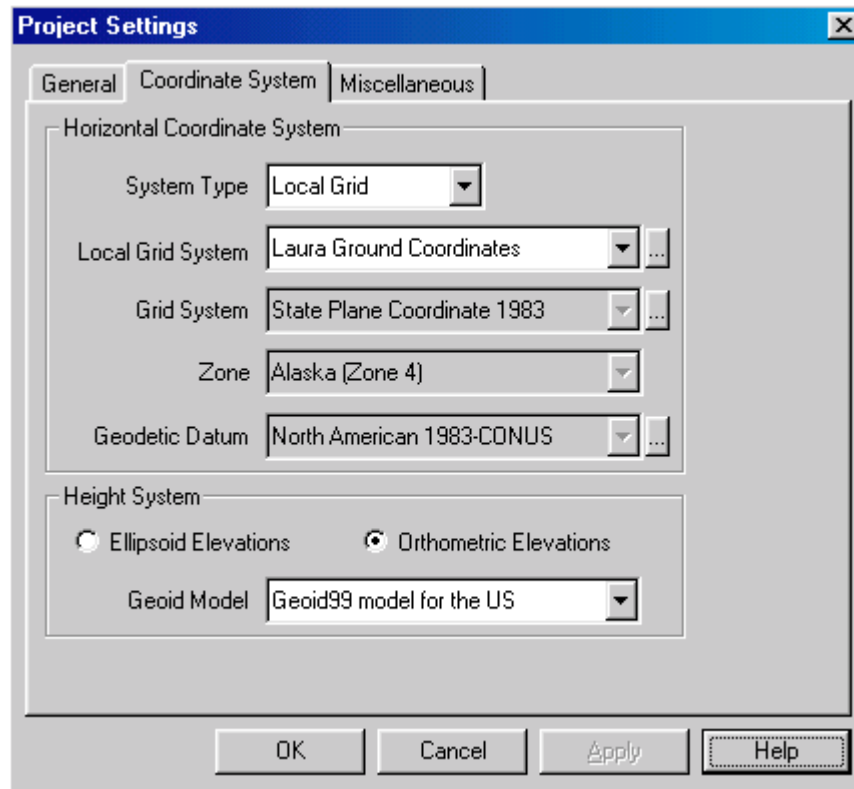 Project Settings
General Coordinate System Miscellaneous
Horizontal Coordinate System
System Type Local Grid
Local Grid System Laura Ground Coordinates ...
Grid System State Plane Coordinate 1983 ...
Zone Alaska (Zone 4)
Geodetic Datum North American 1983-CONUS ...
Height System
Ellipsoid Elevations Orthometric Elevations
Geoid Model Geoid99 model for the US
OK Cancel Apply Help